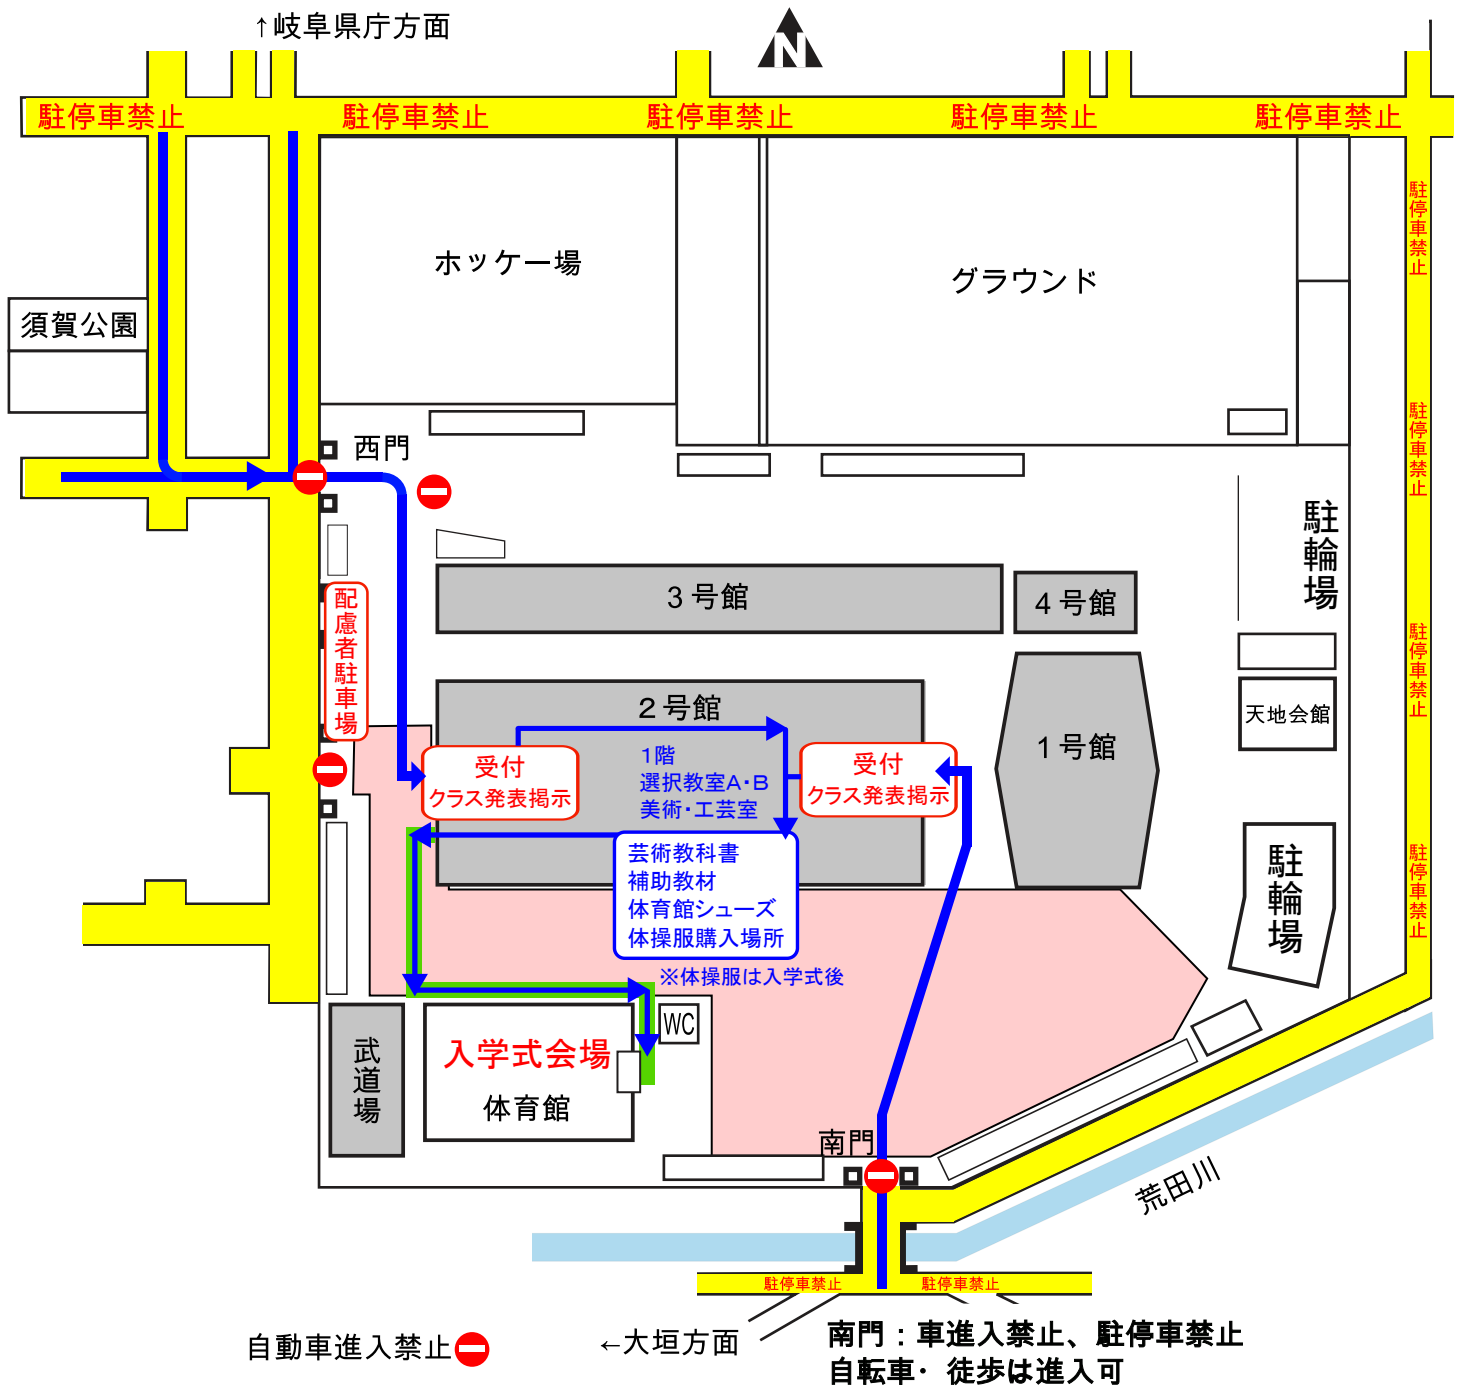 ↑岐阜県庁方面
N
駐停車禁止
駐停車禁止
駐停車禁止
駐停車禁止
駐停車禁止
駐停車禁止
駐停車禁止
駐停車禁止
駐停車禁止
ホッケー場
グラウンド
須賀公園
西門
駐輪場
3号館
4号館
配慮者駐車場
2号館
1号館
天地会館
受付
クラス発表掲示
1階
選択教室A・B
美術・工芸室
受付
クラス発表掲示
芸術教科書
補助教材
体育館シューズ
体操服購入場所
※体操服は入学式後
駐輪場
武道場
入学式会場
体育館
WC
南門
荒田川
駐停車禁止
駐停車禁止
自動車進入禁止
←大垣方面
南門：車進入禁止、駐停車禁止
自転車・ 徒歩は進入可